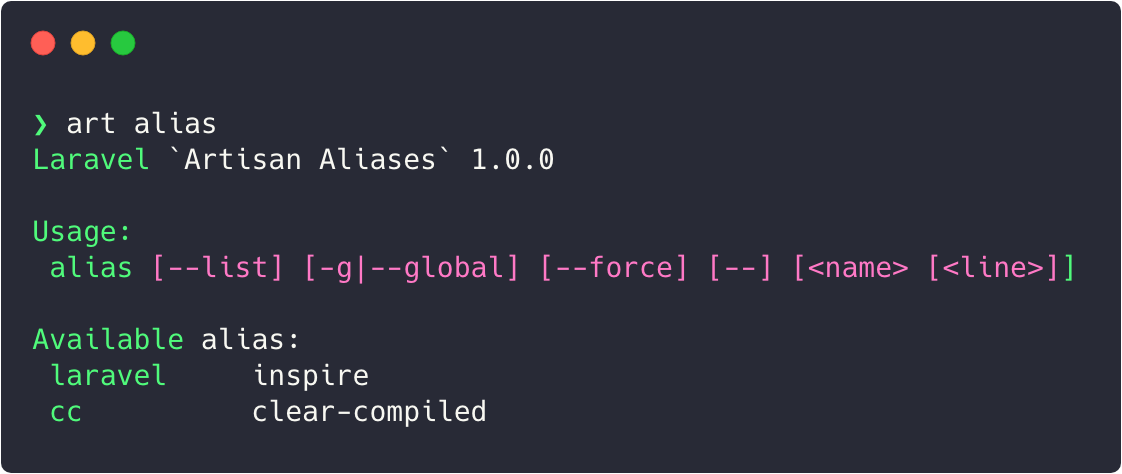 ❯ art alias
Laravel `Artisan Aliases` 1.0.0
Usage:
alias [--list] [-g|--global] [--force] [--] [<name> [<line>]]
Available alias:
laravel     inspire
cc          clear-compiled